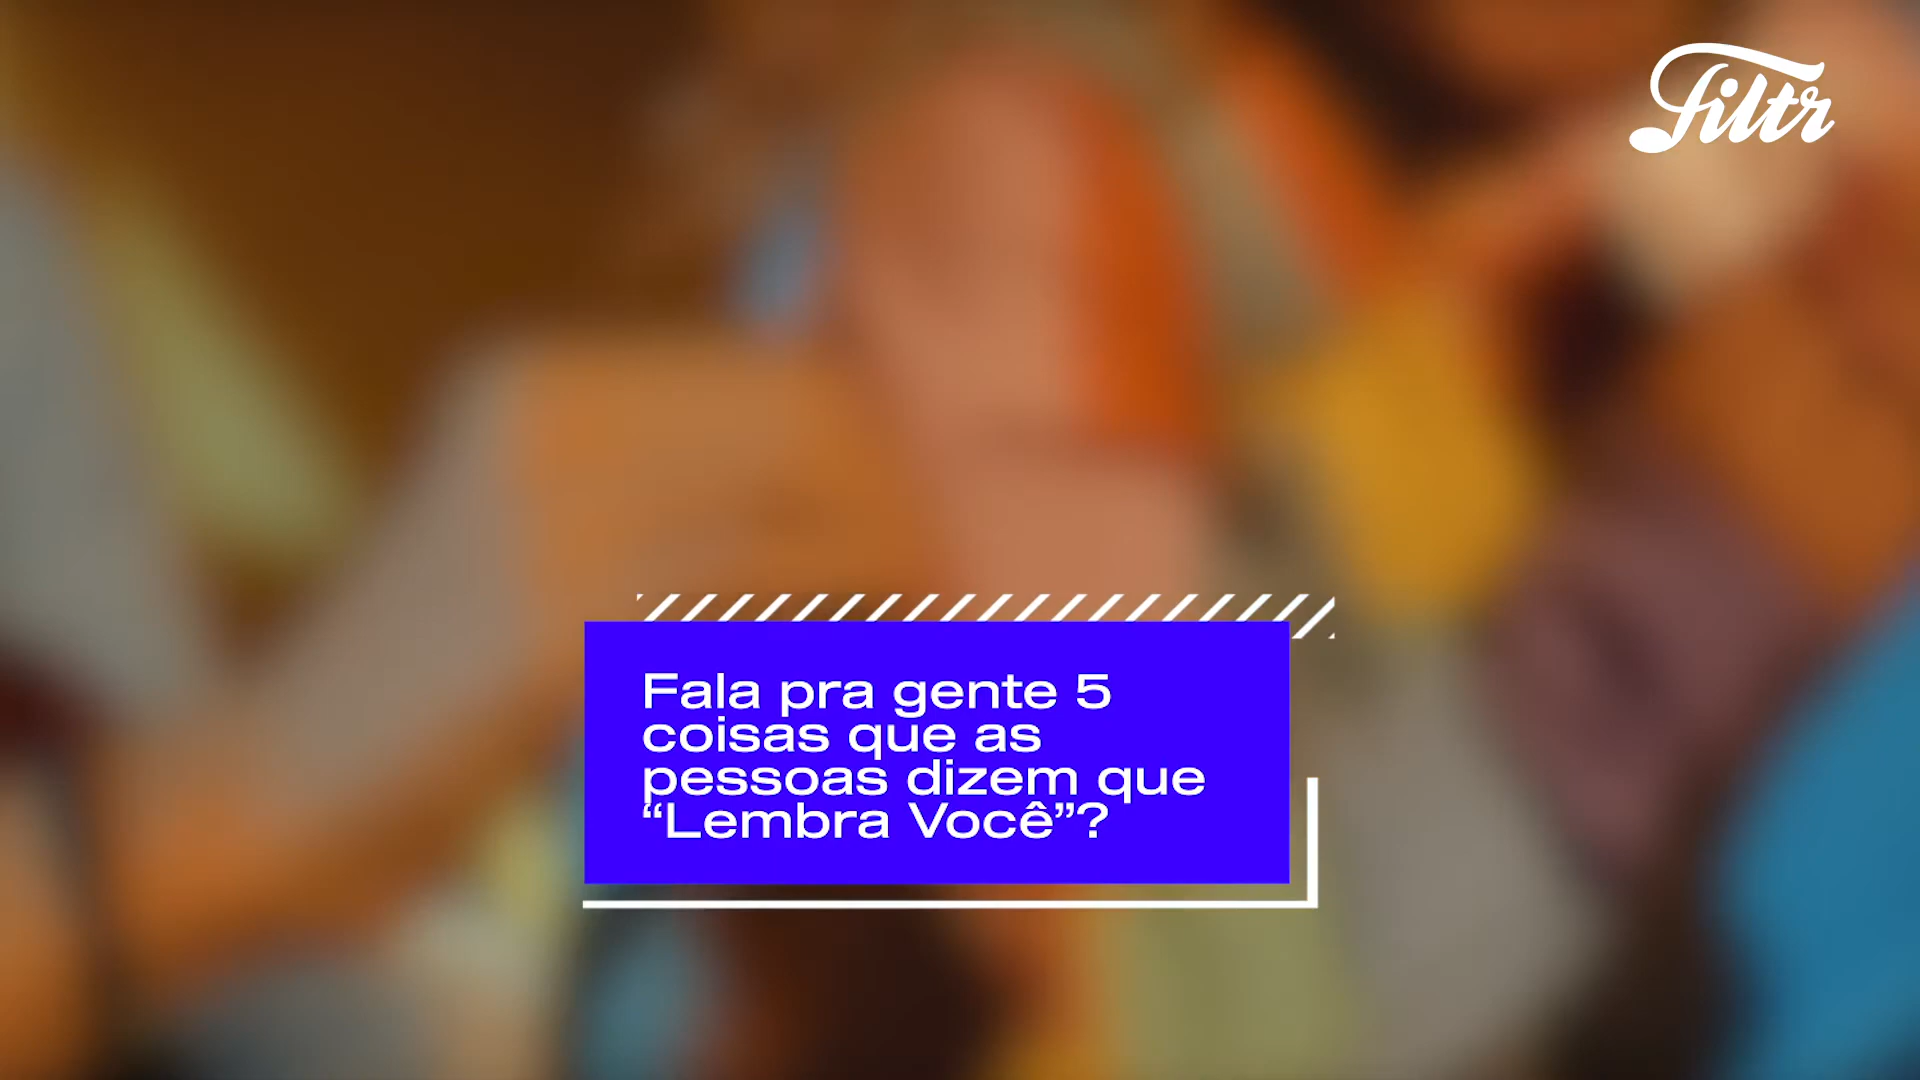 Filtr
Fala pra gente 5
coisas que as
pessoas dizem que
“Lembra Você”?